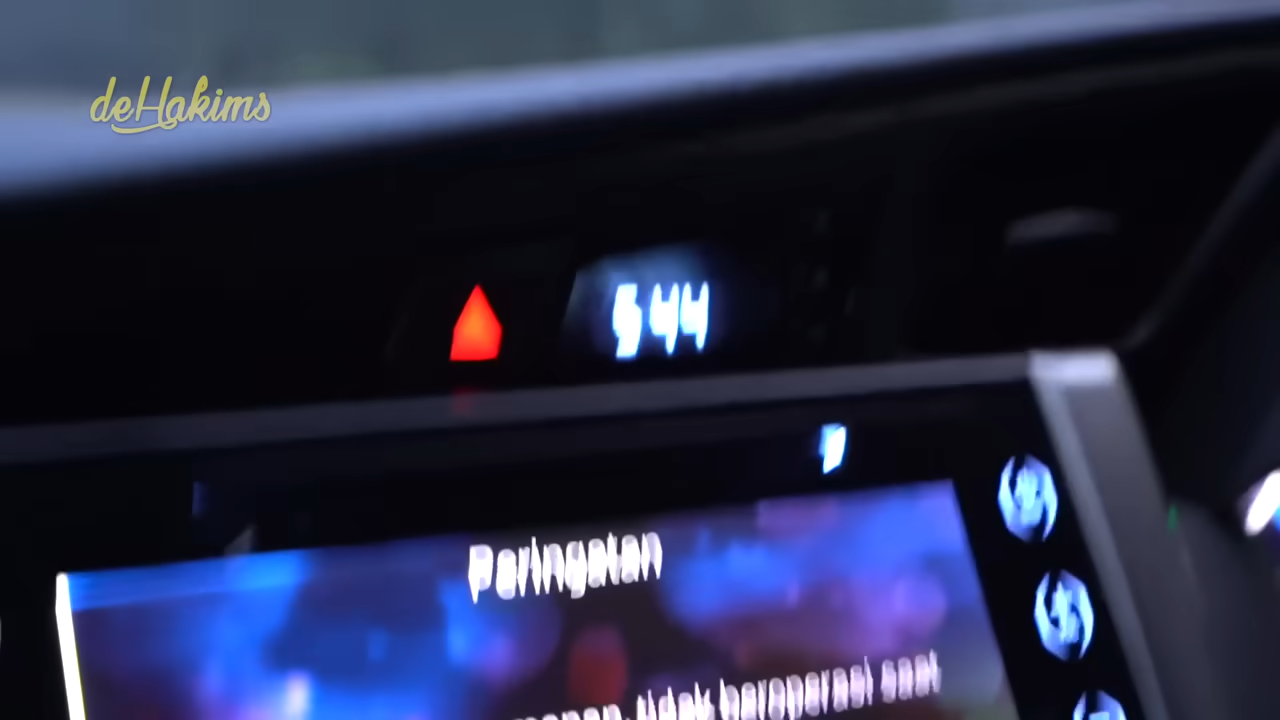 deHakims
5 44
Peringatan
tidak beroperasi saat